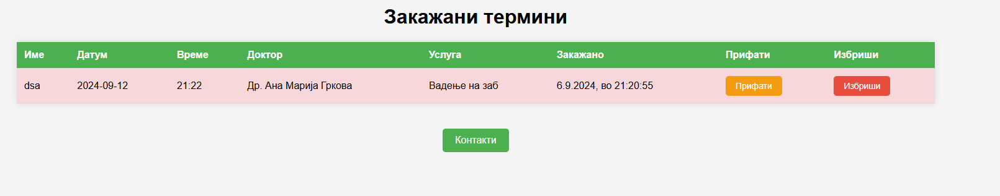 Закажани термини
Име Датум Време Доктор Услуга Закажано Прифати Избриши
dsa 2024-09-12 21:22 Др. Ана Марија Гркова Вадење на заб 6.9.2024, во 21:20:55 Прифати Избриши
Контакти